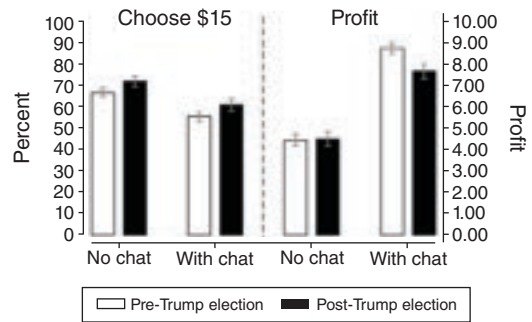 Choose $15
Profit
Percent
100
90
80
70
60
50
40
30
20
10
0
10.00
9.00
8.00
7.00
6.00
5.00
4.00
3.00
2.00
1.00
0.00
Profit
No chat
With chat
No chat
With chat
Pre-Trump election
Post-Trump election